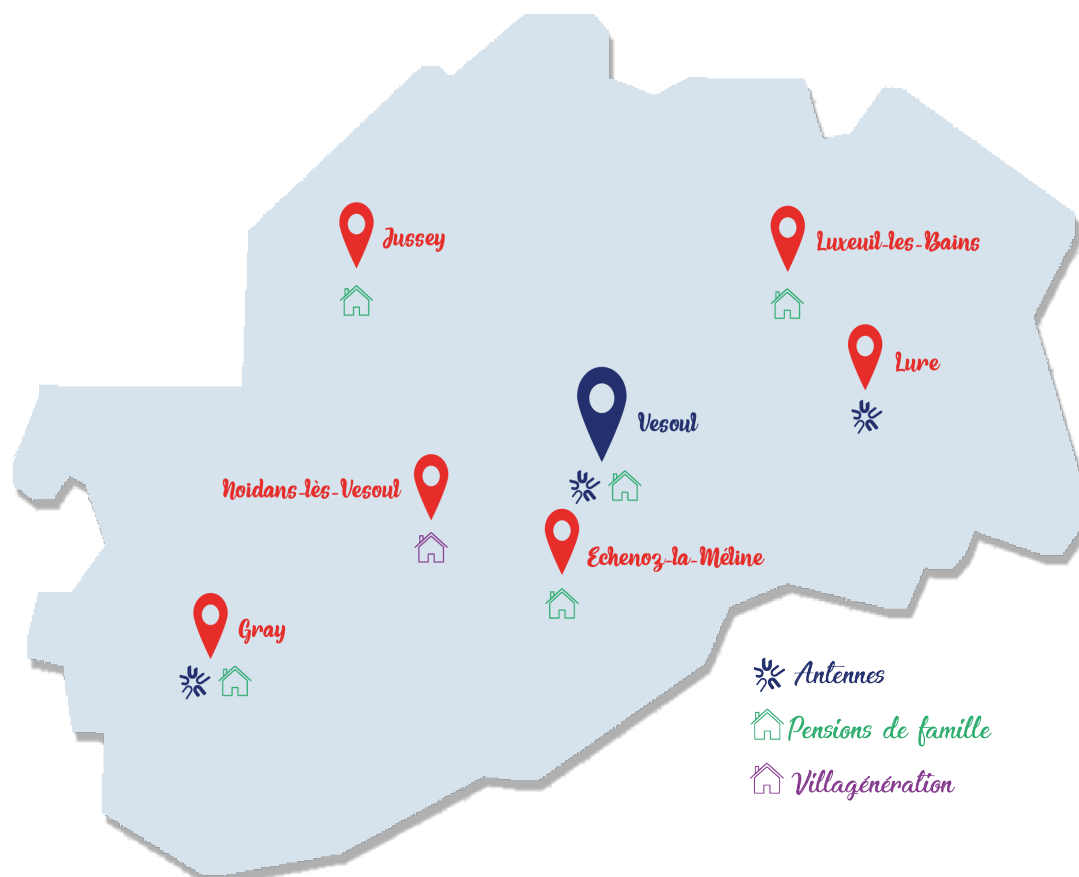 Jussey
Luxeuil-les-Bains
Lure
Vesoul
Noidans-lès-Vesoul
Echenoz-la-Méline
Gray
Antennes
Pensions de famille
Villagénération